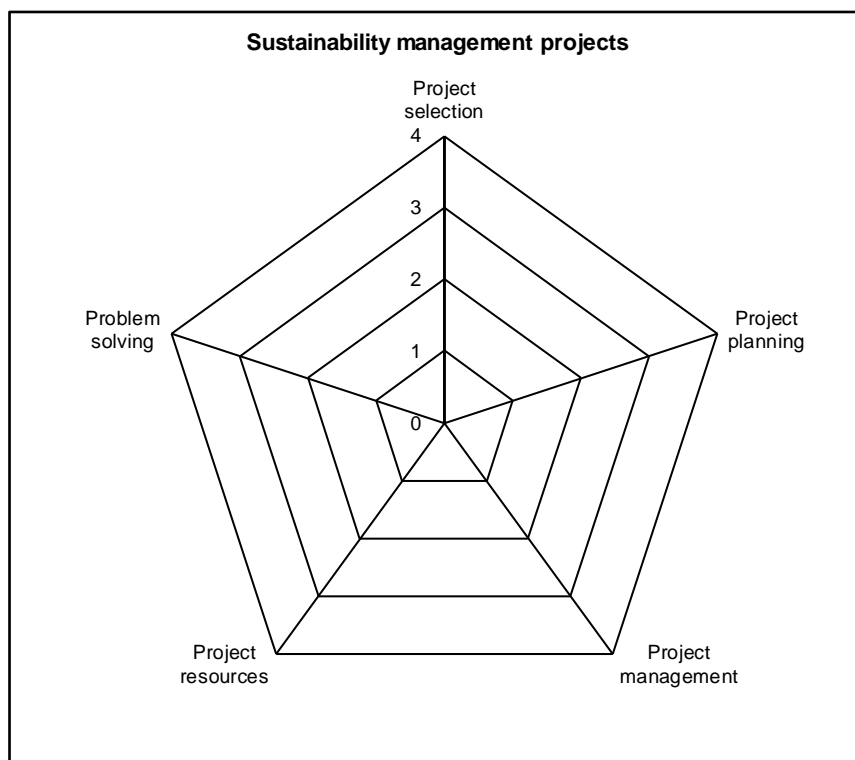 Sustainability management projects
Project
selection
4
3
2
1
0
Problem
solving
Project
planning
Project
resources
Project
management